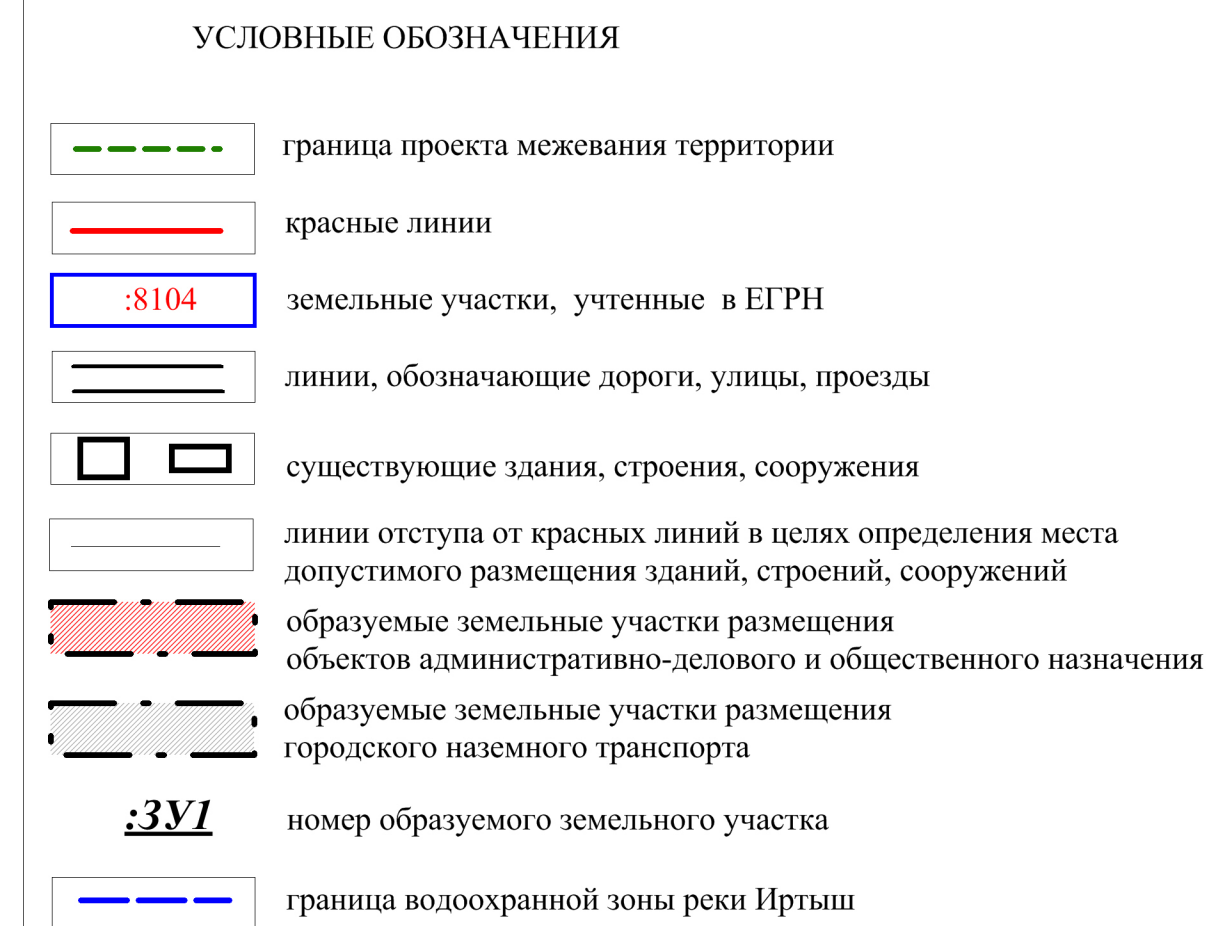 УСЛОВНЫЕ ОБОЗНАЧЕНИЯ
граница проекта межевания территории
красные линии
:8104 земельные участки, учтенные в ЕГРН
линии, обозначающие дороги, улицы, проезды
существующие здания, строения, сооружения
линии отступа от красных линий в целях определения места
допустимого размещения зданий, строений, сооружений
образуемые земельные участки размещения
объектов административно-делового и общественного назначения
образуемые земельные участки размещения
городского наземного транспорта
:ЗУ1 номер образуемого земельного участка
граница водоохранной зоны реки Иртыш